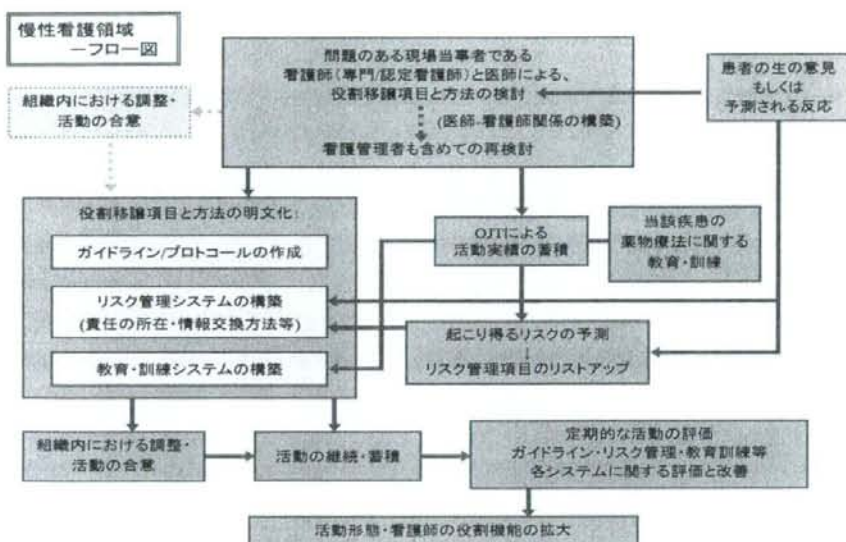 慢性看護領域
―フロー図
問題のある現場当事者である
看護師(専門/認定看護師)と医師による、
役割移譲項目と方法の検討
(医師-看護師関係の構築)
看護管理者も含めての再検討
患者の生の意見
もしくは
予測される反応
組織内における調整・
活動の合意
役割移譲項目と方法の明文化:
ガイドライン/プロトコールの作成
リスク管理システムの構築
(責任の所在・情報交換方法等)
教育・訓練システムの構築
OJTによる
活動実績の蓄積
当該疾患の
薬物療法に関する
教育・訓練
起こり得るリスクの予測
↓
リスク管理項目のリストアップ
組織内における調整・
活動の合意
活動の継続・蓄積
定期的な活動の評価
ガイドライン・リスク管理・教育訓練等
各システムに関する評価と改善
活動形態・看護師の役割機能の拡大